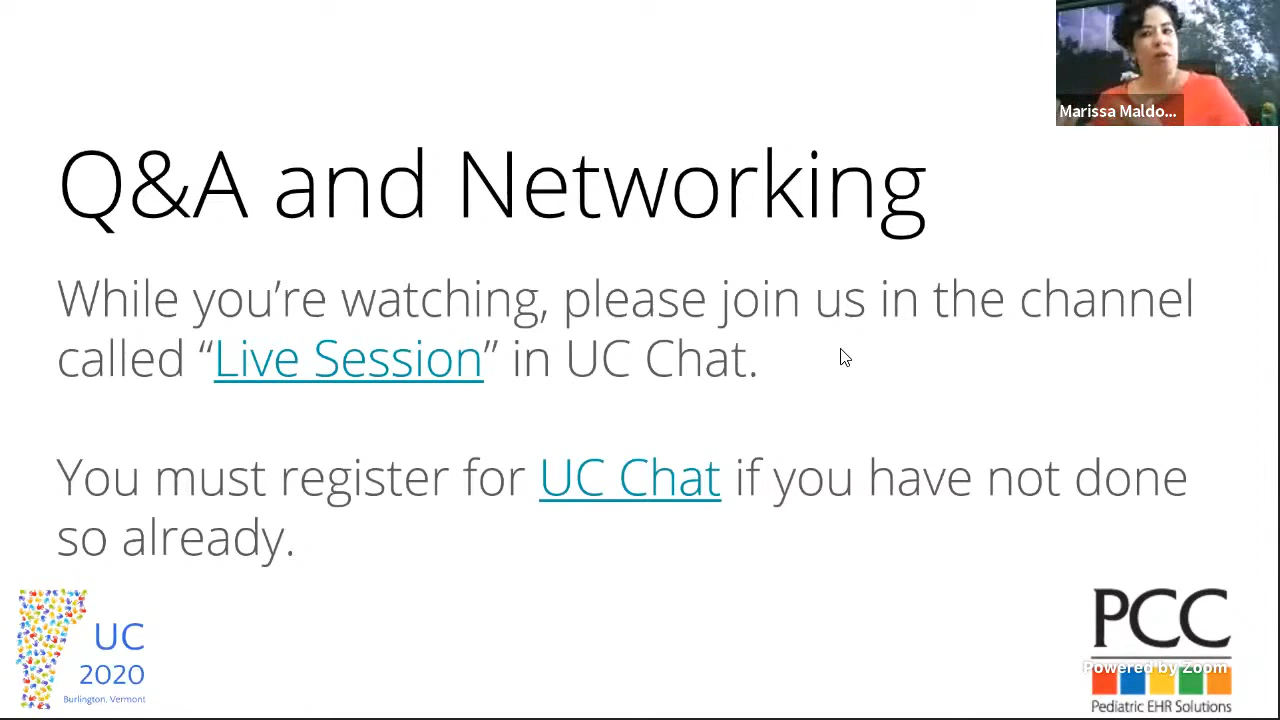 Marissa Maldo...
Q&A and Networking
While you’re watching, please join us in the channel
called “Live Session” in UC Chat.
You must register for UC Chat if you have not done
so already.
UC
2020
Burlington, Vermont
PCC
Powered by Zoom
Pediatric EHR Solutions